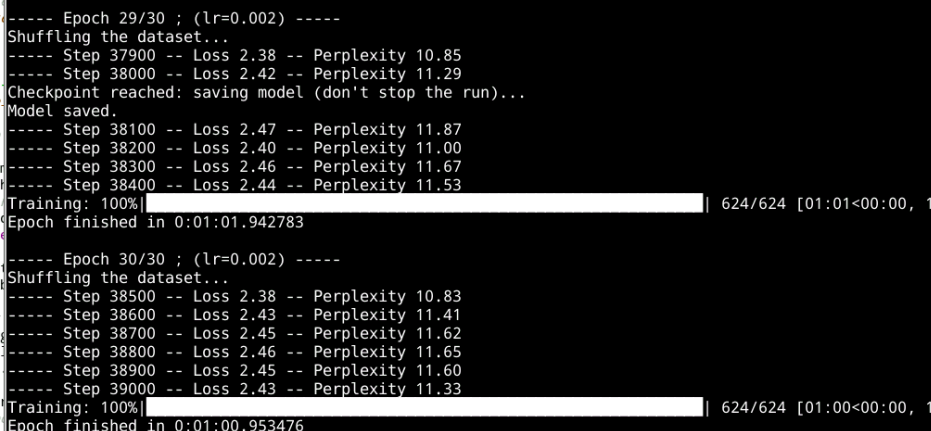 ----- Epoch 29/30 ; (lr=0.002) -----
Shuffling the dataset...
----- Step 37900 -- Loss 2.38 -- Perplexity 10.85
----- Step 38000 -- Loss 2.42 -- Perplexity 11.29
Checkpoint reached: saving model (don't stop the run)...
Model saved.
----- Step 38100 -- Loss 2.47 -- Perplexity 11.87
----- Step 38200 -- Loss 2.40 -- Perplexity 11.00
----- Step 38300 -- Loss 2.46 -- Perplexity 11.67
----- Step 38400 -- Loss 2.44 -- Perplexity 11.53
Training: 100%| | 624/624 [01:01<00:00, 1
Epoch finished in 0:01:01.942783
----- Epoch 30/30 ; (lr=0.002) -----
Shuffling the dataset...
----- Step 38500 -- Loss 2.38 -- Perplexity 10.83
----- Step 38600 -- Loss 2.43 -- Perplexity 11.41
----- Step 38700 -- Loss 2.45 -- Perplexity 11.62
----- Step 38800 -- Loss 2.46 -- Perplexity 11.65
----- Step 38900 -- Loss 2.45 -- Perplexity 11.60
----- Step 39000 -- Loss 2.43 -- Perplexity 11.33
Training: 100%| | 624/624 [01:00<00:00, 1
Epoch finished in 0:01:00.953476